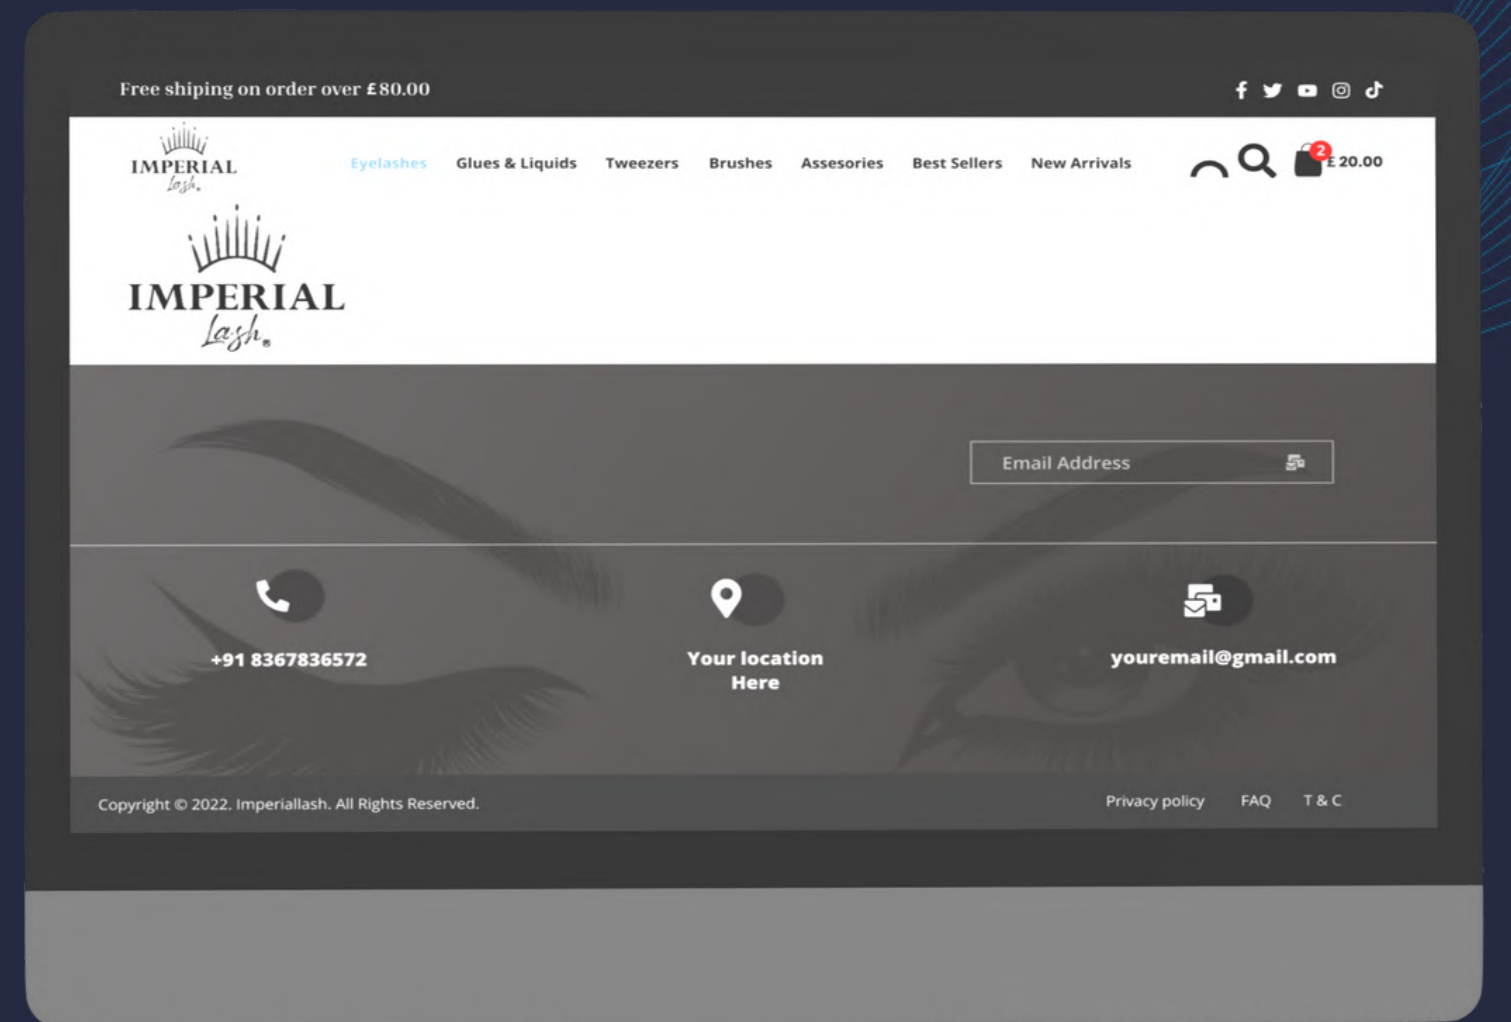 Free shiping on order over £80.00
IMPERIAL
Lash®
Eyelashes Glues & Liquids Tweezers Brushes Assesories Best Sellers New Arrivals 2 £ 20.00
IMPERIAL
Lash®
Email Address
+91 8367836572
Your location
Here
youremail@gmail.com
Copyright © 2022. Imperiallash. All Rights Reserved.
Privacy policy FAQ T & C